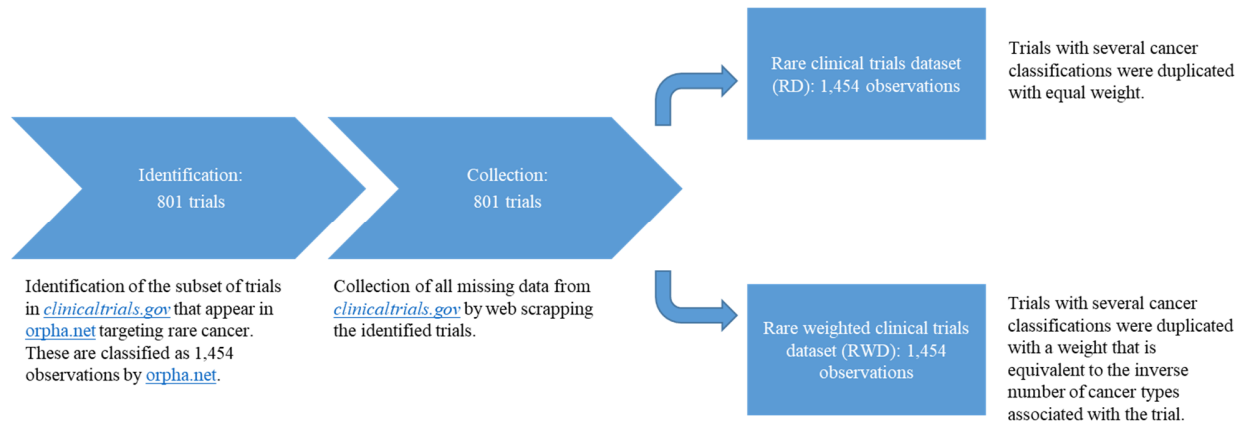 Identification:
801 trials
Identification of the subset of trials
in clinicaltrials.gov that appear in
orpha.net targeting rare cancer.
These are classified as 1,454
observations by orpha.net.
Collection:
801 trials
Collection of all missing data from
clinicaltrials.gov by web scrapping
the identified trials.
Rare clinical trials dataset
(RD): 1,454 observations
Trials with several cancer
classifications were duplicated
with equal weight.
Rare weighted clinical trials
dataset (RWD): 1,454
observations
Trials with several cancer
classifications were duplicated
with a weight that is
equivalent to the inverse
number of cancer types
associated with the trial.